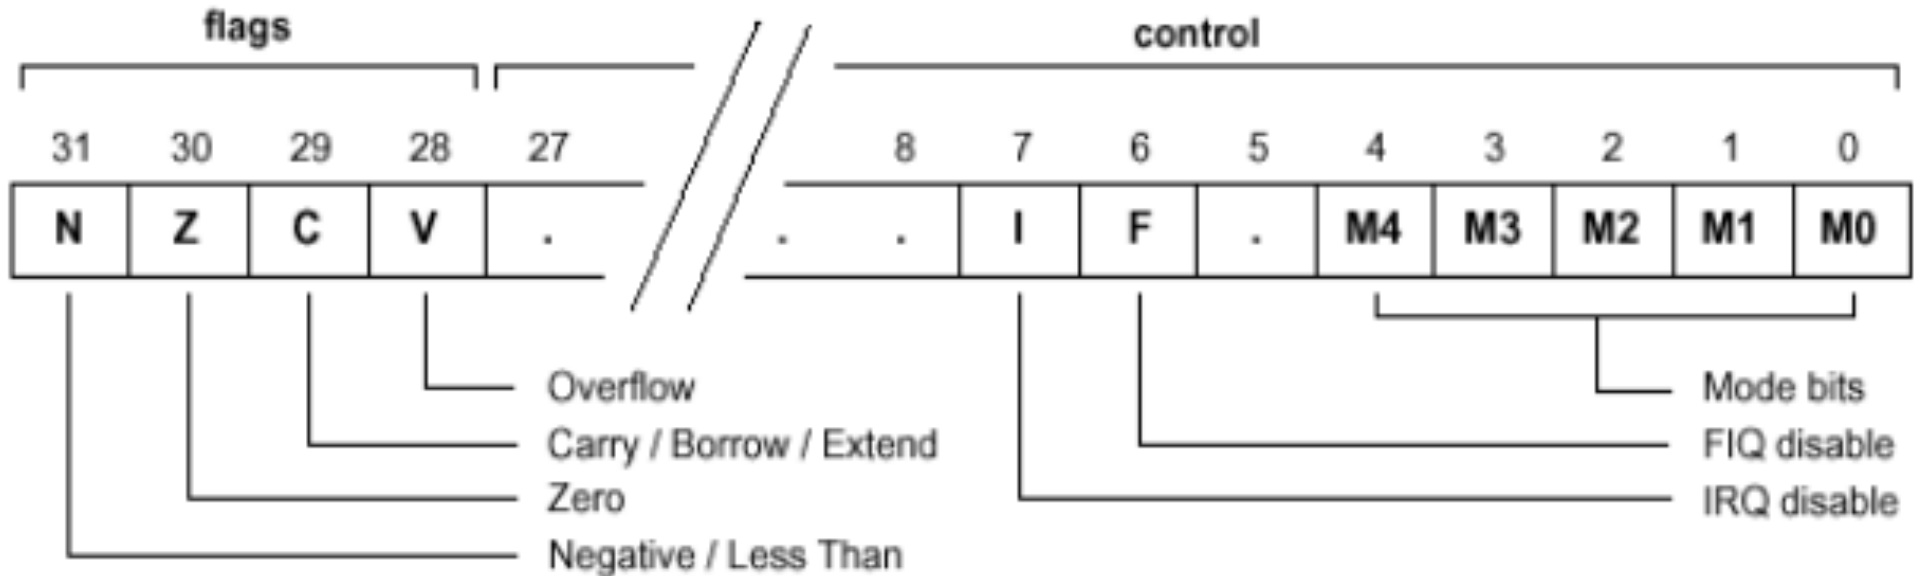 flags control
31 30 29 28 27 8 7 6 5 4 3 2 1 0
N Z C V . . . I F . M4 M3 M2 M1 M0
Overflow Mode bits
Carry / Borrow / Extend FIQ disable
Zero IRQ disable
Negative / Less Than